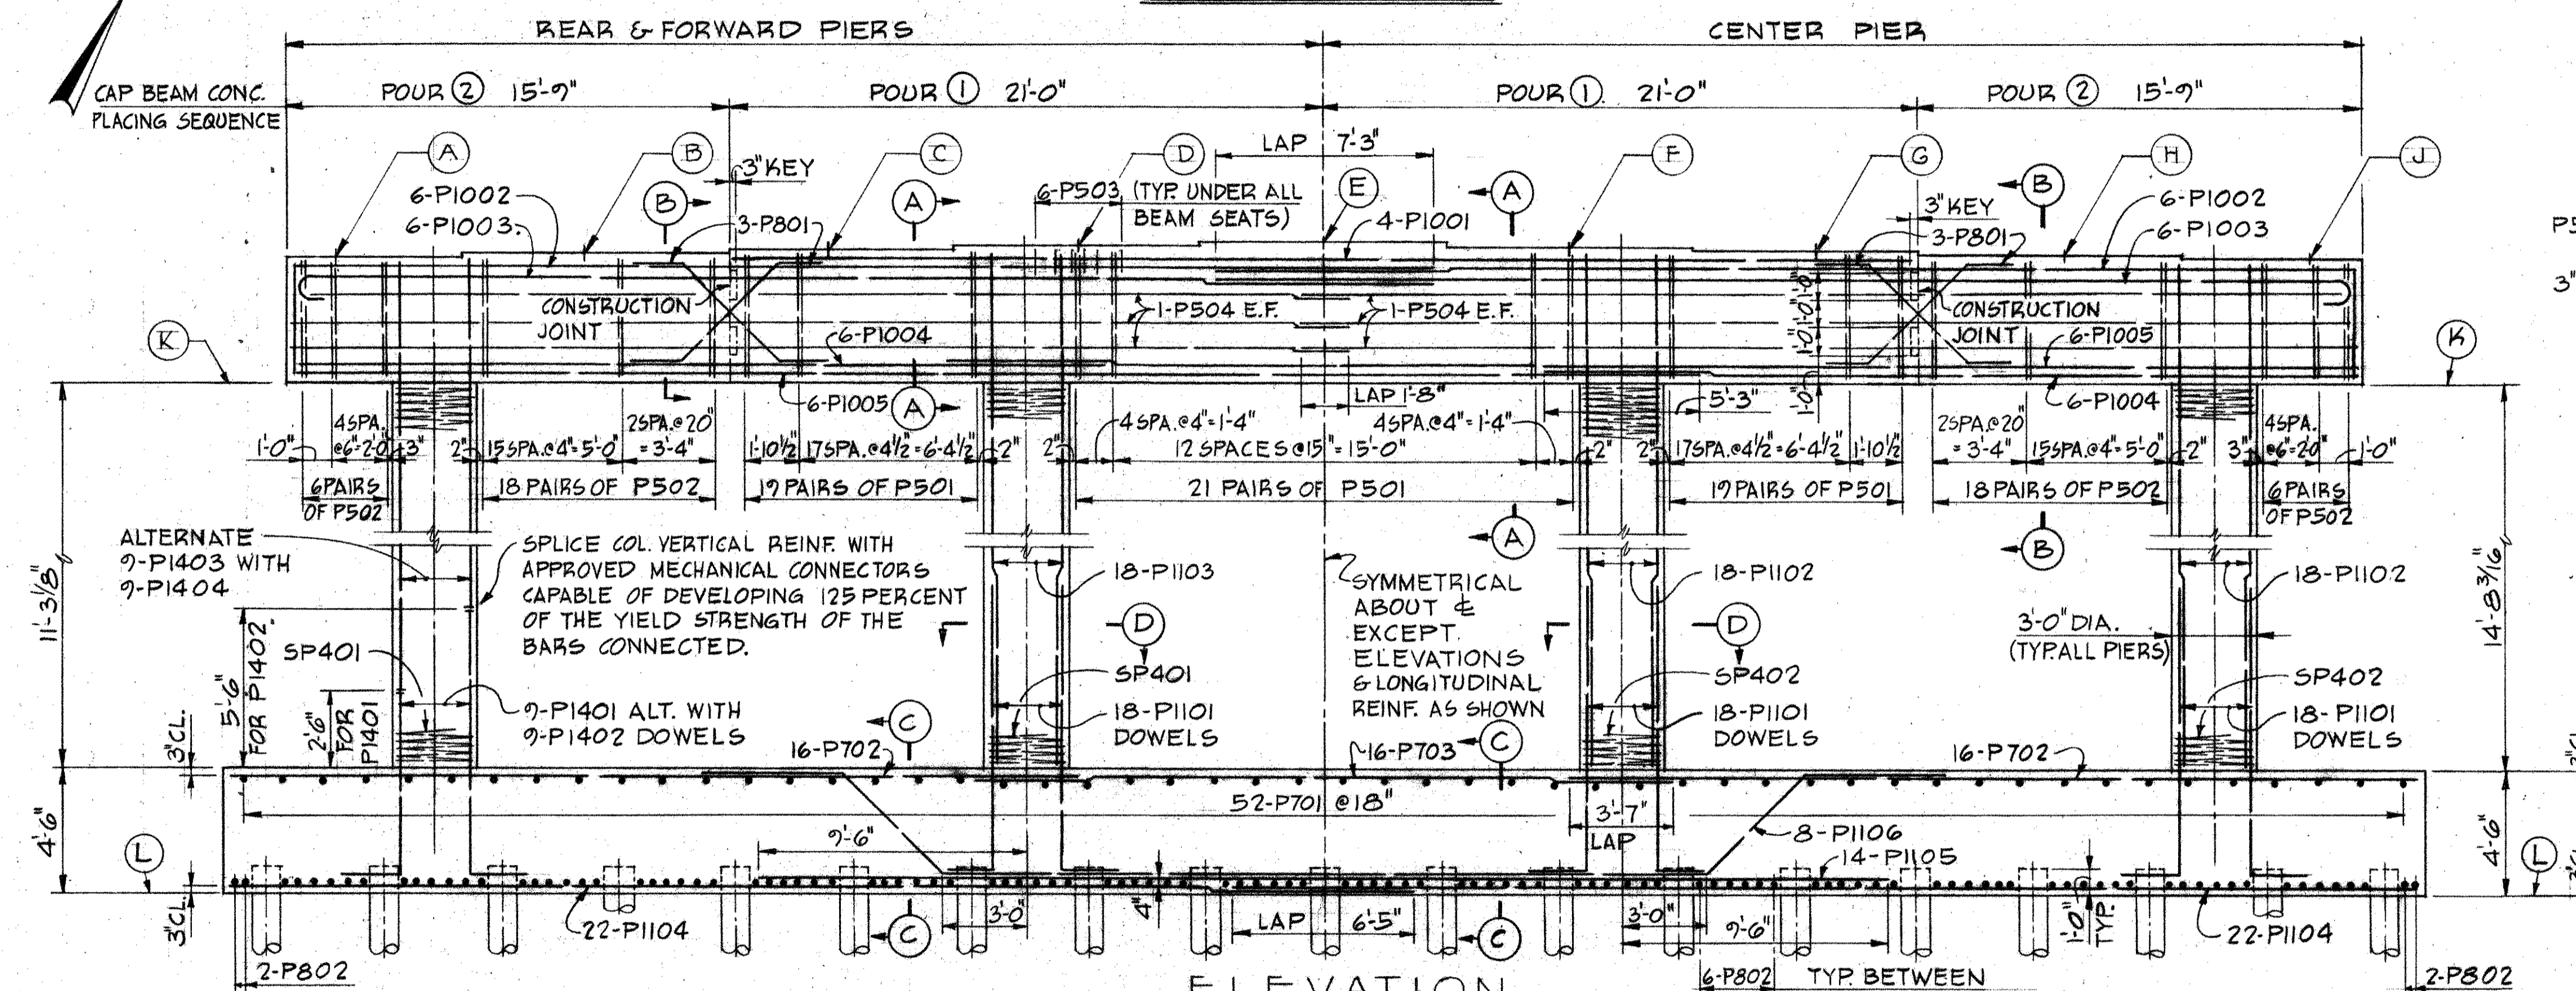 REAR & FORWARD PIERS
CENTER PIER
CAP BEAM CONC.
PLACING SEQUENCE
POUR ② 15'-9"
POUR ① 21'-0"
POUR ① 21'-0"
POUR ② 15'-9"
A
B
C
D
LAP 7'-3"
E
F
G
H
J
3" KEY
6-P1002
6-P1003
B
3-P801
A
6-P503 (TYP. UNDER ALL
BEAM SEATS)
4-P1001
A
B
3" KEY
3-P801
6-P1002
6-P1003
CONSTRUCTION
JOINT
1-P504 E.F.
1-P504 E.F.
6-P1004
1'-0" 1'-0" 1'-0" 1'-0"
CONSTRUCTION
JOINT
6-P1005
K
K
6-P1005
A
LAP 1'-8"
5'-3"
6-P1004
1'-0"
4 SPA.
@6"=2'-0"
3"
2"
15 SPA.@4"=5'-0"
2 SPA.@20"
=3'-4"
1'-10½"
17 SPA.@4½"=6'-4½"
2"
2"
4 SPA.@4"=1'-4"
12 SPACES @15"=15'-0"
4 SPA.@4"=1'-4"
2"
2"
17 SPA.@4½"=6'-4½"
1'-10½"
2 SPA.@20"
=3'-4"
15 SPA.@4"=5'-0"
2"
3"
4 SPA.
@6"=2'-0"
1'-0"
6 PAIRS
OF P502
18 PAIRS OF P502
19 PAIRS OF P501
21 PAIRS OF P501
19 PAIRS OF P501
18 PAIRS OF P502
6 PAIRS
OF P502
A
B
ALTERNATE
9-P1403 WITH
9-P1404
SPLICE COL. VERTICAL REINF. WITH
APPROVED MECHANICAL CONNECTORS
CAPABLE OF DEVELOPING 125 PERCENT
OF THE YIELD STRENGTH OF THE
BARS CONNECTED.
18-P1103
SYMMETRICAL
ABOUT ℄
EXCEPT
ELEVATIONS
& LONGITUDINAL
REINF. AS SHOWN
18-P1102
18-P1102
3'-0" DIA.
(TYP. ALL PIERS)
11'-3 1/8"
14'-8 3/16"
D
D
5'-6"
FOR P1402
2'-6"
FOR
P1401
SP401
SP401
SP402
SP402
9-P1401 ALT. WITH
9-P1402 DOWELS
18-P1101
DOWELS
18-P1101
DOWELS
18-P1101
DOWELS
3" CL.
16-P702
C
16-P703
C
16-P702
52-P701 @18"
3'-7"
LAP
8-P1106
14-P1105
4'-6"
4'-6"
L
L
9'-6"
3" CL.
22-P1104
C
3'-0"
4"
LAP 6'-5"
C
3'-0"
9'-6"
1'-0"
TYP.
22-P1104
2-P802
ELEVATION
6-P802 TYP. BETWEEN
2-P802
3"